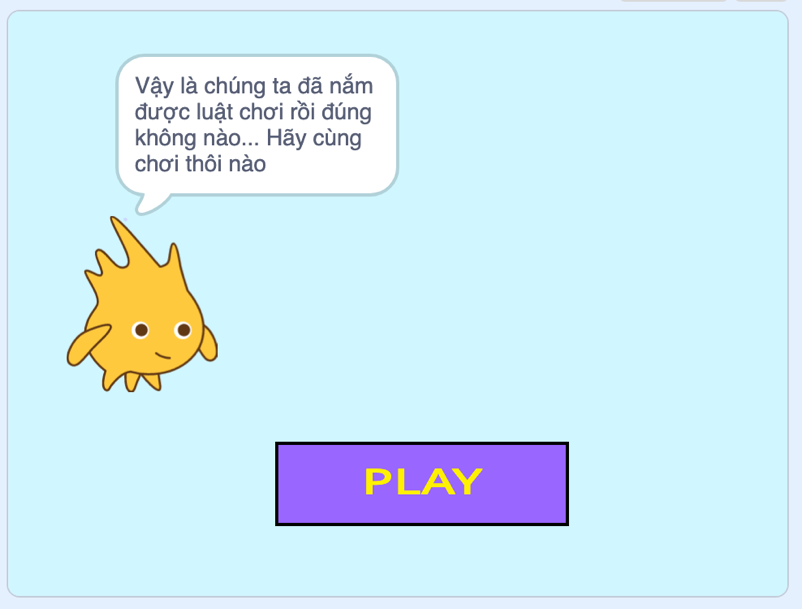 Vậy là chúng ta đã nắm
được luật chơi rồi đúng
không nào... Hãy cùng
chơi thôi nào
PLAY